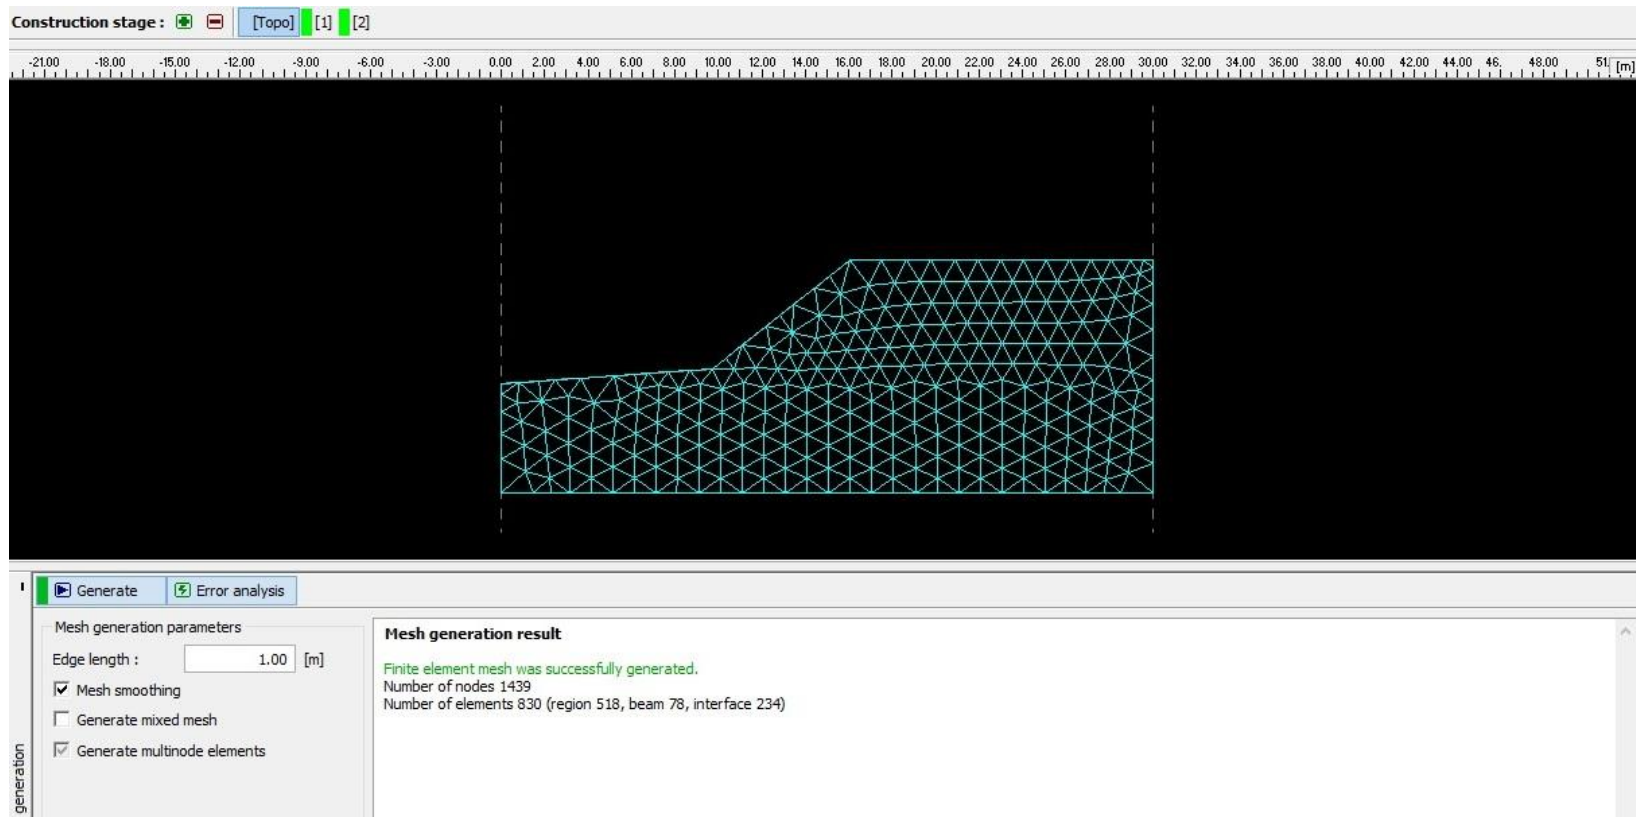 Construction stage : [Topo] [1] [2]
-21.00 -18.00 -15.00 -12.00 -9.00 -6.00 -3.00 0.00 2.00 4.00 6.00 8.00 10.00 12.00 14.00 16.00 18.00 20.00 22.00 24.00 26.00 28.00 30.00 32.00 34.00 36.00 38.00 40.00 42.00 44.00 46. 48.00 51. [m]
Generate Error analysis
Mesh generation parameters
Edge length : 1.00 [m]
Mesh smoothing
Generate mixed mesh
Generate multinode elements
generation
Mesh generation result
Finite element mesh was successfully generated.
Number of nodes 1439
Number of elements 830 (region 518, beam 78, interface 234)